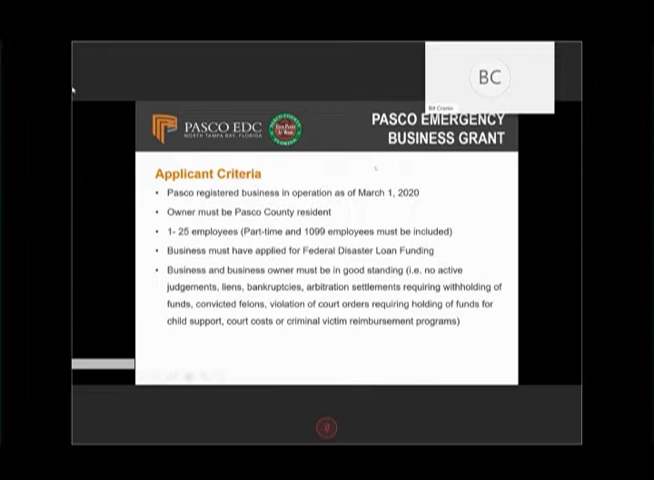 BC
Bill Cronin
PASCO EDC
NORTH TAMPA BAY, FLORIDA
PASCO EMERGENCY
BUSINESS GRANT
Applicant Criteria
• Pasco registered business in operation as of March 1, 2020
• Owner must be Pasco County resident
• 1- 25 employees (Part-time and 1099 employees must be included)
• Business must have applied for Federal Disaster Loan Funding
• Business and business owner must be in good standing (i.e. no active
judgements, liens, bankruptcies, arbitration settlements requiring withholding of
funds, convicted felons, violation of court orders requiring holding of funds for
child support, court costs or criminal victim reimbursement programs)